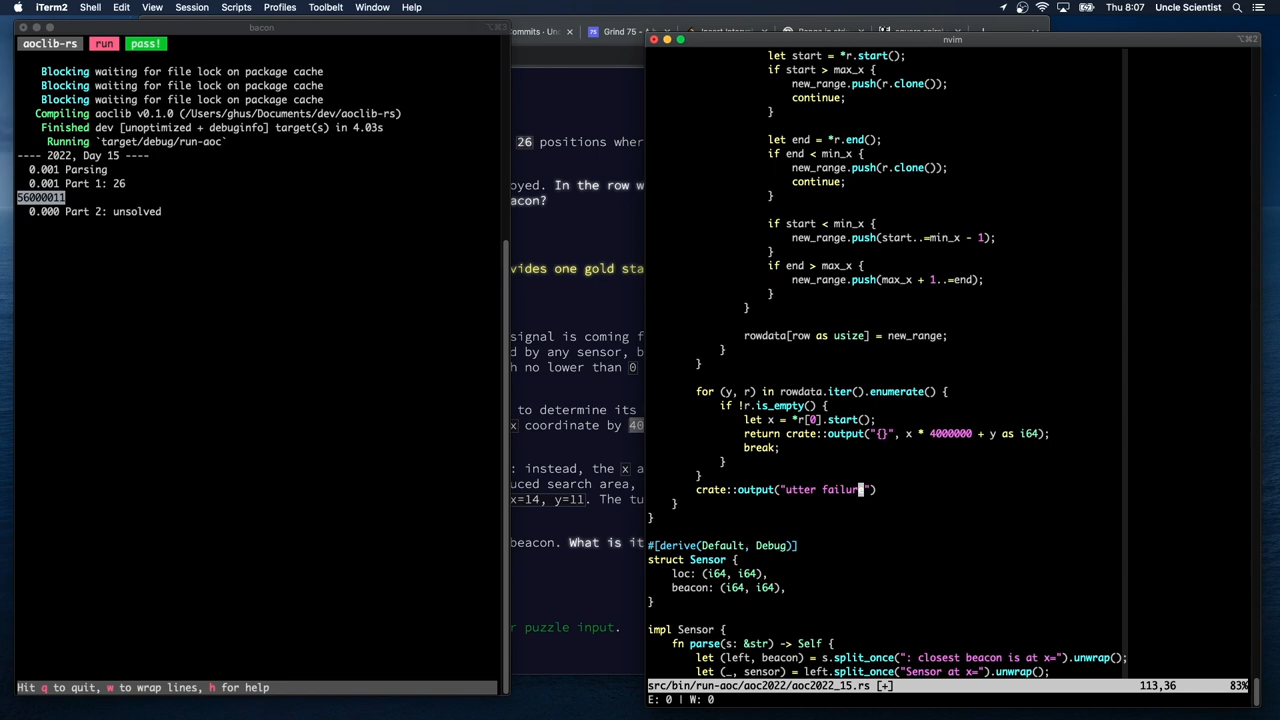 iTerm2 Shell Edit View Session Scripts Profiles Toolbelt Window Help
Thu 5 Jan 8:07 Uncle Scientist
bacon
⌥⌘3
aoclib-rs run pass!
Blocking waiting for file lock on package cache
Blocking waiting for file lock on package cache
Blocking waiting for file lock on package cache
Compiling aoclib v0.1.0 (/Users/ghus/Documents/dev/aoclib-rs)
Finished dev [unoptimized + debuginfo] target(s) in 4.03s
Running `target/debug/run-aoc`
---- 2022, Day 15 ----
0.001 Parsing
0.001 Part 1: 26
56000011
0.000 Part 2: unsolved
Hit q to quit, w to wrap lines, h for help
Grind 75 - A
26 positions wher
oyed. In the row w
acon?
vides one gold sta
signal is coming f
d by any sensor, b
h no lower than 0
to determine its
x coordinate by 40
: instead, the x a
uced search area,
x=14, y=11. The tu
beacon. What is it
r puzzle input.
nvim
⌥⌘2
let start = *r.start();
if start > max_x {
new_range.push(r.clone());
continue;
}
let end = *r.end();
if end < min_x {
new_range.push(r.clone());
continue;
}
if start < min_x {
new_range.push(start..=min_x - 1);
}
if end > max_x {
new_range.push(max_x + 1..=end);
}
}
rowdata[row as usize] = new_range;
}
}
for (y, r) in rowdata.iter().enumerate() {
if !r.is_empty() {
let x = *r[0].start();
return crate::output("{}", x * 4000000 + y as i64);
break;
}
}
crate::output("utter failure")
}
}
#[derive(Default, Debug)]
struct Sensor {
loc: (i64, i64),
beacon: (i64, i64),
}
impl Sensor {
fn parse(s: &str) -> Self {
let (left, beacon) = s.split_once(": closest beacon is at x=").unwrap();
let (_, sensor) = left.split_once("Sensor at x=").unwrap();
src/bin/run-aoc/aoc2022/aoc2022_15.rs [+] 113,36 83%
E: 0 | W: 0